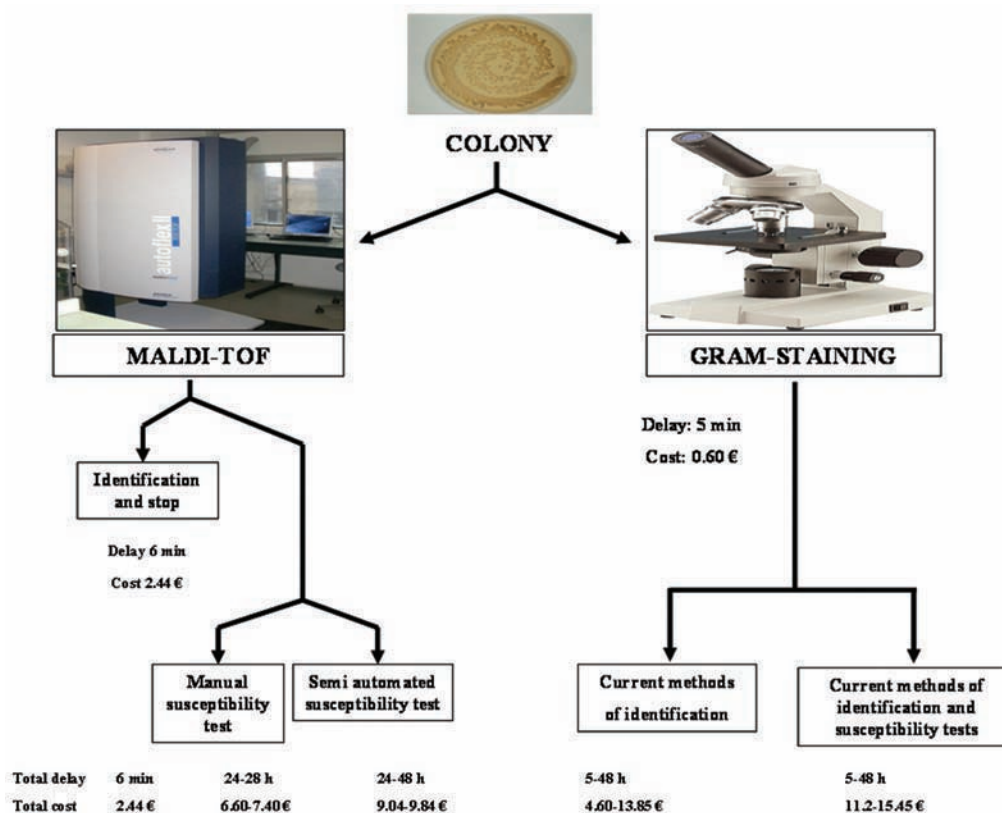 COLONY
autoflex II
MALDI-TOF
GRAM-STAINING
Delay: 5 min
Cost: 0.60 €
Identification
and stop
Delay 6 min
Cost 2.44 €
Manual
susceptibility
test
Semi automated
susceptibility test
Current methods
of identification
Current methods of
identification and
susceptibility tests
Total delay 6 min 24-28 h 24-48 h 5-48 h 5-48 h
Total cost 2.44 € 6.60-7.40€ 9.04-9.84 € 4.60-13.85 € 11.2-15.45 €